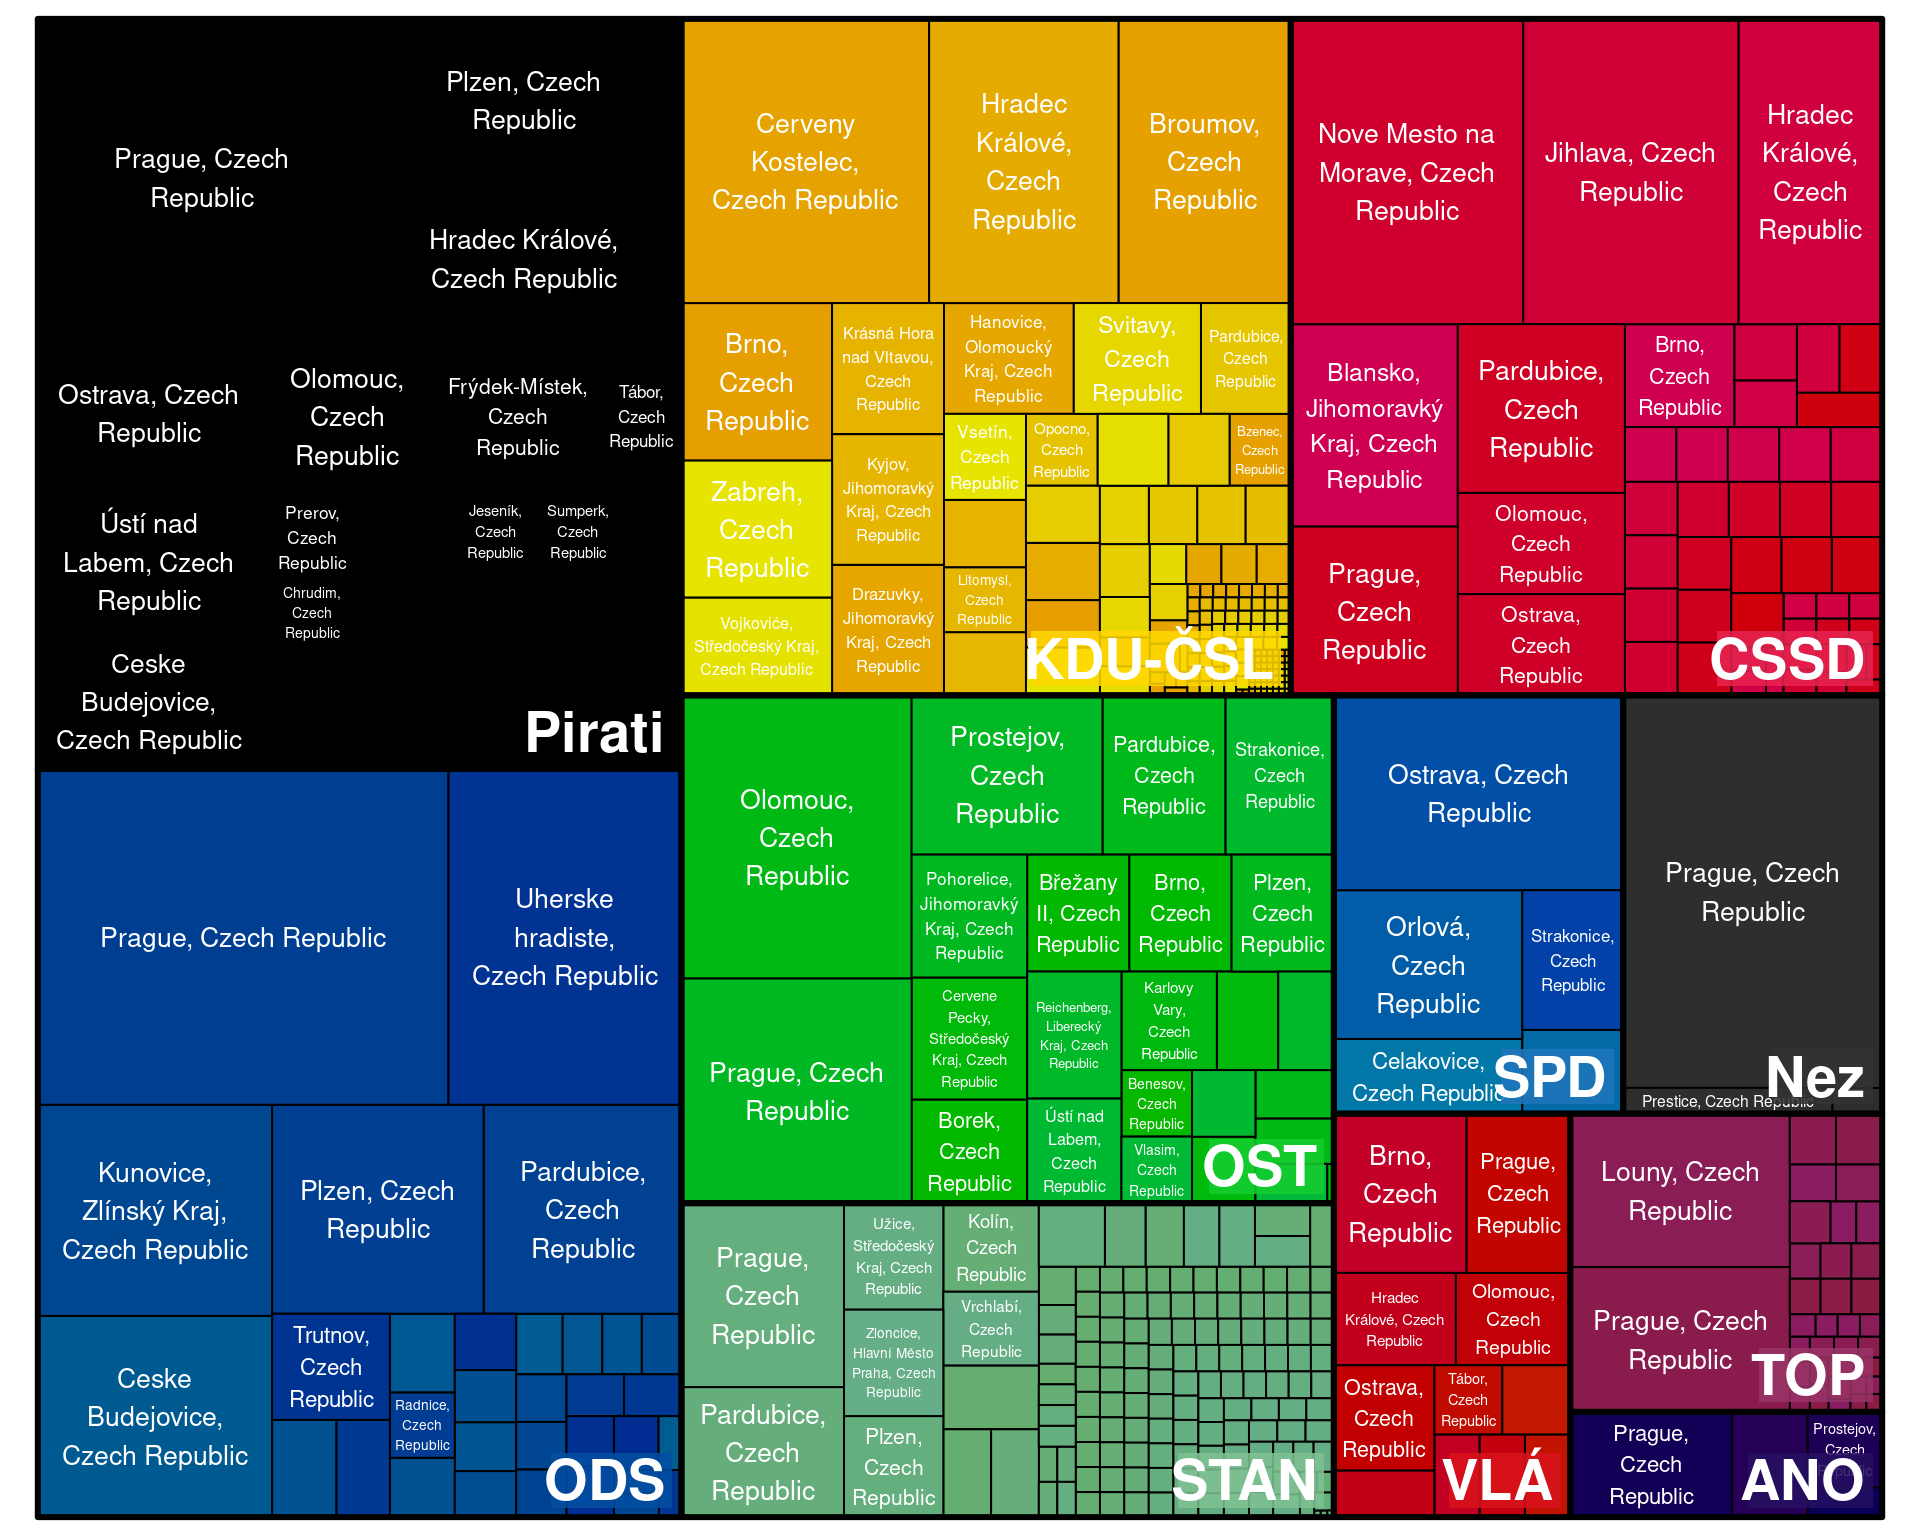 Prague, Czech
Republic
Plzen, Czech
Republic
Hradec Králové,
Czech Republic
Ostrava, Czech
Republic
Olomouc,
Czech
Republic
Frýdek-Místek,
Czech
Republic
Tábor,
Czech
Republic
Ústí nad
Labem, Czech
Republic
Prerov,
Czech
Republic
Jeseník,
Czech
Republic
Sumperk,
Czech
Republic
Chrudim,
Czech
Republic
Ceske
Budejovice,
Czech Republic
Pirati
Cerveny
Kostelec,
Czech Republic
Hradec
Králové,
Czech
Republic
Broumov,
Czech
Republic
Brno,
Czech
Republic
Krásná Hora
nad Vltavou,
Czech
Republic
Hanovice,
Olomoucký
Kraj, Czech
Republic
Svitavy,
Czech
Republic
Pardubice,
Czech
Republic
Zabreh,
Czech
Republic
Kyjov,
Jihomoravký
Kraj, Czech
Republic
Vsetín,
Czech
Republic
Opocno,
Czech
Republic
Bzenec,
Czech
Republic
Vojkoviće,
Středočeský Kraj,
Czech Republic
Drazuvky,
Jihomoravký
Kraj, Czech
Republic
Litomysl,
Czech
Republic
KDU-ČSL
Nove Mesto na
Morave, Czech
Republic
Jihlava, Czech
Republic
Hradec
Králové,
Czech
Republic
Blansko,
Jihomoravký
Kraj, Czech
Republic
Pardubice,
Czech
Republic
Brno,
Czech
Republic
Prague,
Czech
Republic
Olomouc,
Czech
Republic
Ostrava,
Czech
Republic
CSSD
Prague, Czech Republic
Uherske
hradiste,
Czech Republic
Kunovice,
Zlínský Kraj,
Czech Republic
Plzen, Czech
Republic
Pardubice,
Czech
Republic
Ceske
Budejovice,
Czech Republic
Trutnov,
Czech
Republic
Radnice,
Czech
Republic
ODS
Olomouc,
Czech
Republic
Prostejov,
Czech
Republic
Pardubice,
Czech
Republic
Strakonice,
Czech
Republic
Prague, Czech
Republic
Pohorelice,
Jihomoravký
Kraj, Czech
Republic
Břežany
II, Czech
Republic
Brno,
Czech
Republic
Plzen,
Czech
Republic
Cervene
Pecky,
Středočeský
Kraj, Czech
Republic
Reichenberg,
Liberecký
Kraj, Czech
Republic
Karlovy
Vary,
Czech
Republic
Borek,
Czech
Republic
Ústí nad
Labem,
Czech
Republic
Benesov,
Czech
Republic
Vlasim,
Czech
Republic
OST
Prague,
Czech
Republic
Užice,
Středočeský
Kraj, Czech
Republic
Kolín,
Czech
Republic
Zloncice,
Hlavní Město
Praha, Czech
Republic
Vrchlabí,
Czech
Republic
Pardubice,
Czech
Republic
Plzen,
Czech
Republic
STAN
Ostrava, Czech
Republic
Orlová,
Czech
Republic
Strakonice,
Czech
Republic
Celakovice,
Czech Republic
SPD
Prague, Czech
Republic
Prestice, Czech Republic
Nez
Brno,
Czech
Republic
Prague,
Czech
Republic
Hradec
Králové, Czech
Republic
Olomouc,
Czech
Republic
Ostrava,
Czech
Republic
Tábor,
Czech
Republic
VLÁ
Louny, Czech
Republic
Prague, Czech
Republic
TOP
Prague,
Czech
Republic
Prostejov,
Czech
ANO